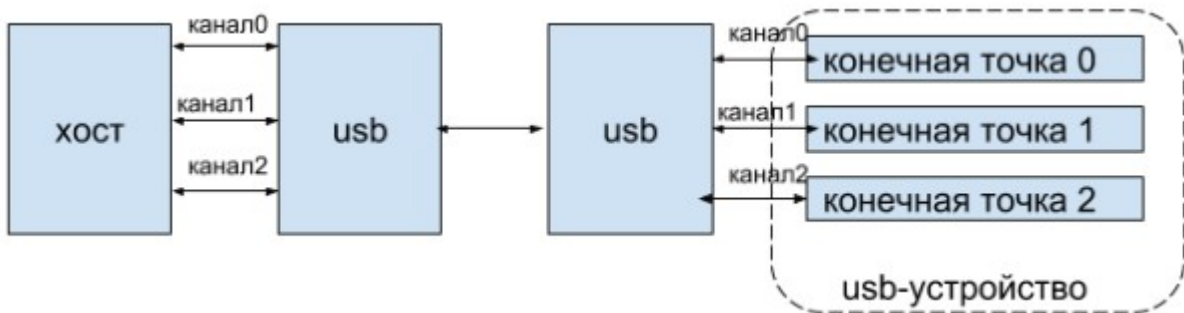 хост
канал0
канал1
канал2
usb
usb
канал0
канал1
канал2
конечная точка 0
конечная точка 1
конечная точка 2
usb-устройство